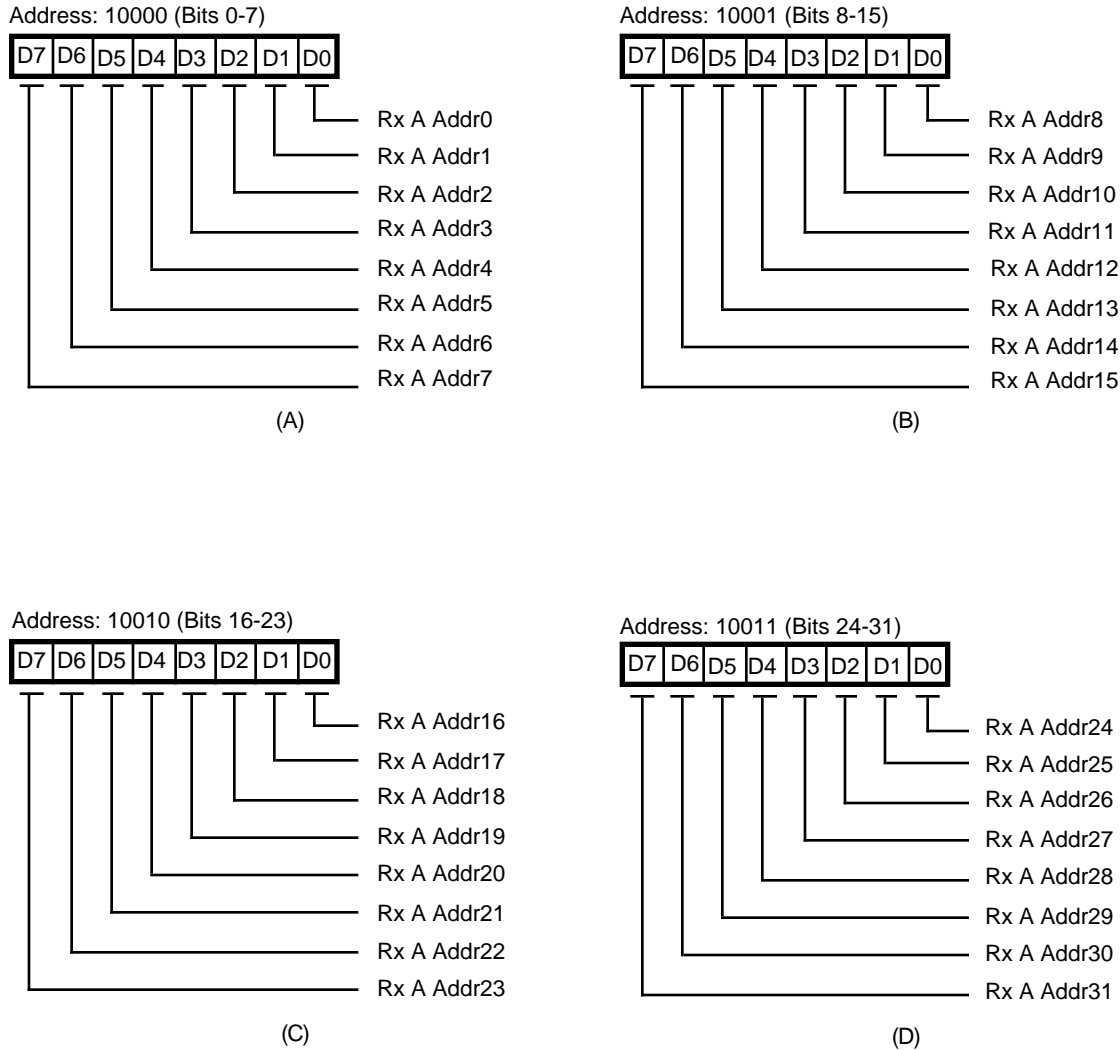 Address: 10000 (Bits 0-7)
D7 D6 D5 D4 D3 D2 D1 D0
Rx A Addr0
Rx A Addr1
Rx A Addr2
Rx A Addr3
Rx A Addr4
Rx A Addr5
Rx A Addr6
Rx A Addr7
(A)
Address: 10001 (Bits 8-15)
D7 D6 D5 D4 D3 D2 D1 D0
Rx A Addr8
Rx A Addr9
Rx A Addr10
Rx A Addr11
Rx A Addr12
Rx A Addr13
Rx A Addr14
Rx A Addr15
(B)
Address: 10010 (Bits 16-23)
D7 D6 D5 D4 D3 D2 D1 D0
Rx A Addr16
Rx A Addr17
Rx A Addr18
Rx A Addr19
Rx A Addr20
Rx A Addr21
Rx A Addr22
Rx A Addr23
(C)
Address: 10011 (Bits 24-31)
D7 D6 D5 D4 D3 D2 D1 D0
Rx A Addr24
Rx A Addr25
Rx A Addr26
Rx A Addr27
Rx A Addr28
Rx A Addr29
Rx A Addr30
Rx A Addr31
(D)